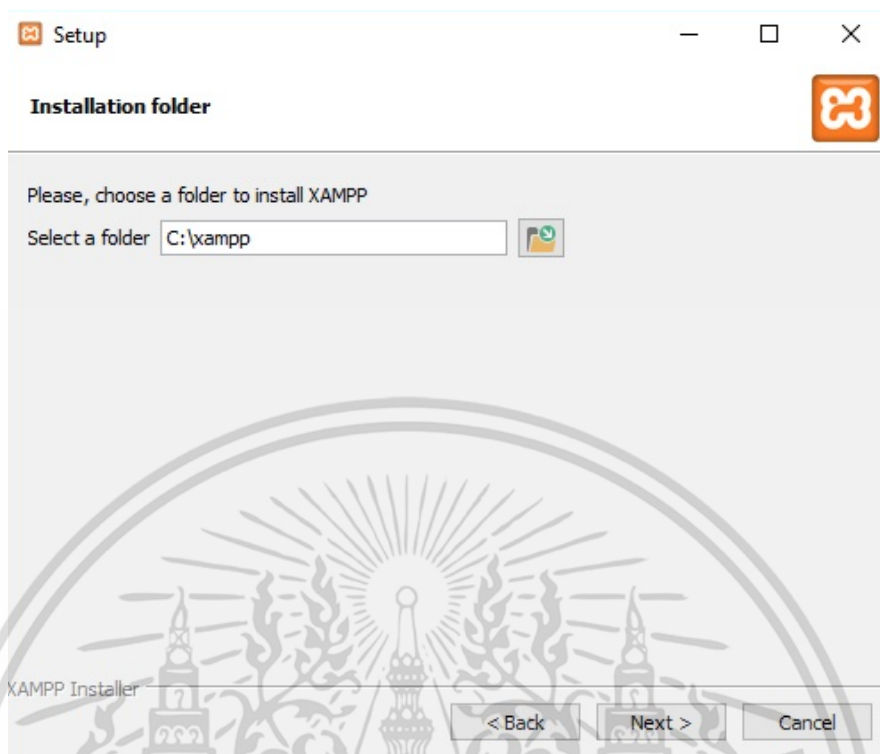 Setup
Installation folder
Please, choose a folder to install XAMPP
Select a folder C:\xampp
XAMPP Installer
< Back Next > Cancel